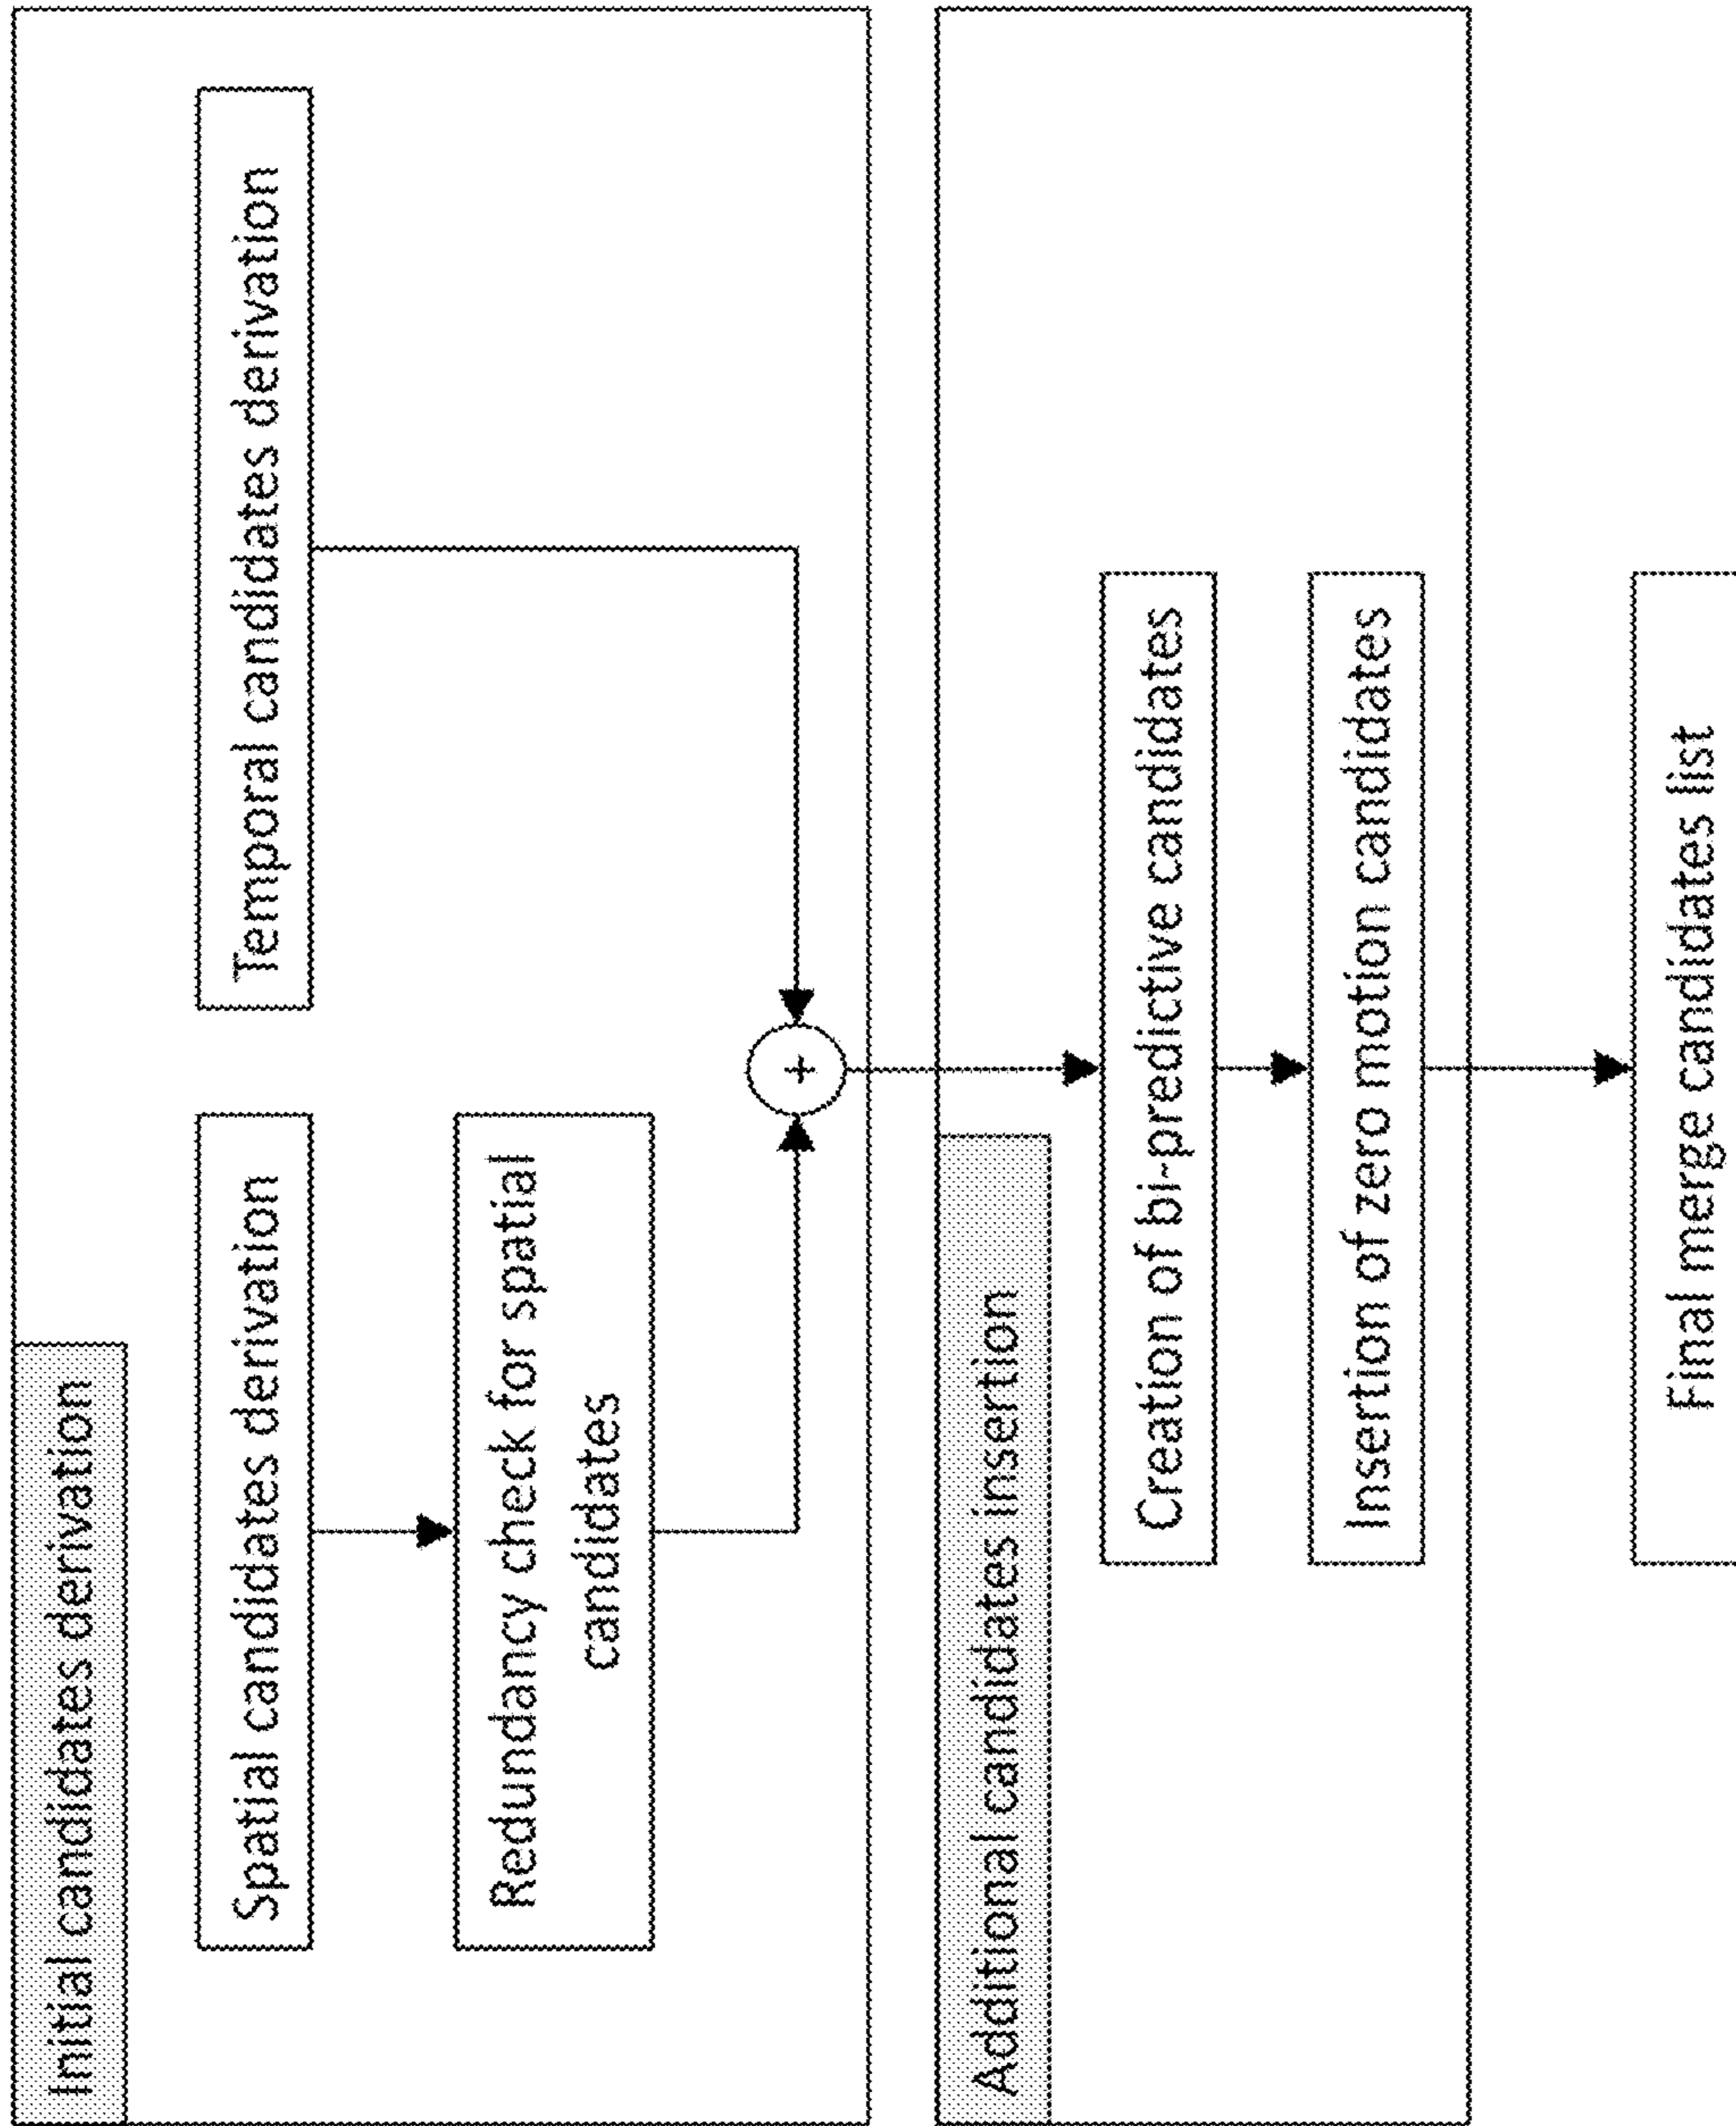 Initial candidates derivation
Spatial candidates derivation
Temporal candidates derivation
Redundancy check for spatial
candidates
+
Additional candidates insertion
Creation of bi-predictive candidates
Insertion of zero motion candidates
Final merge candidates list